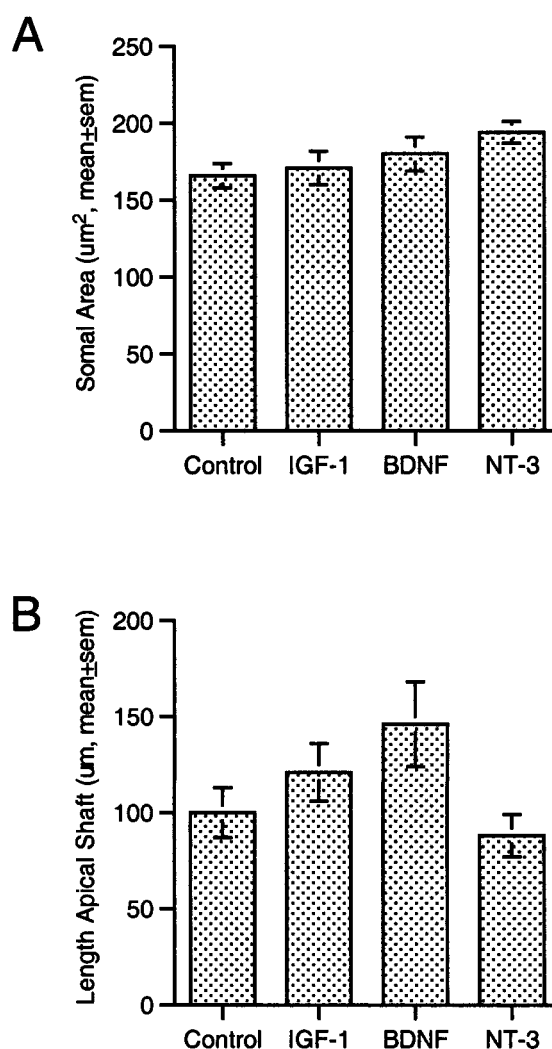 A
Somal Area (um², mean±sem)
250
200
150
100
50
0
Control IGF-1 BDNF NT-3
B
Length Apical Shaft (um, mean±sem)
200
150
100
50
0
Control IGF-1 BDNF NT-3